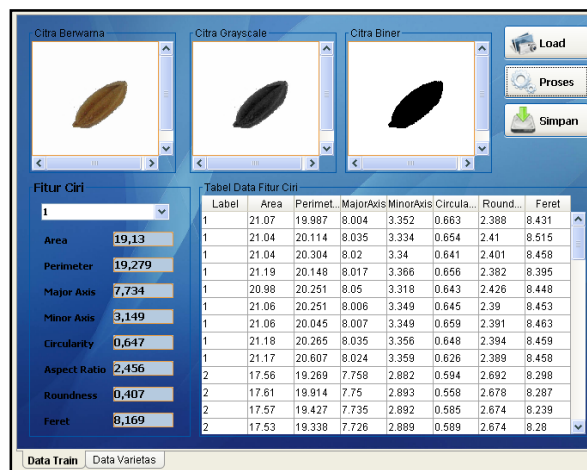 Citra Berwarna
Citra Grayscale
Citra Biner
Load
Proses
Simpan
Fitur Ciri
1
Area 19,13
Perimeter 19,279
Major Axis 7,734
Minor Axis 3,149
Circularity 0,647
Aspect Ratio 2,456
Roundness 0,407
Feret 8,169
Tabel Data Fitur Ciri
Label Area Perimet... MajorAxis MinorAxis Circula... Round... Feret
1 21.07 19.987 8.004 3.352 0.663 2.388 8.431
1 21.04 20.114 8.035 3.334 0.654 2.41 8.515
1 21.04 20.304 8.02 3.34 0.641 2.401 8.458
1 21.19 20.148 8.017 3.366 0.656 2.382 8.395
1 20.98 20.251 8.05 3.318 0.643 2.426 8.448
1 21.06 20.251 8.006 3.349 0.645 2.39 8.453
1 21.06 20.045 8.007 3.349 0.659 2.391 8.463
1 21.18 20.265 8.035 3.356 0.648 2.394 8.459
1 21.17 20.607 8.024 3.359 0.626 2.389 8.458
2 17.56 19.269 7.758 2.882 0.594 2.692 8.298
2 17.61 19.914 7.75 2.893 0.558 2.678 8.287
2 17.57 19.427 7.735 2.892 0.585 2.674 8.239
2 17.53 19.338 7.726 2.889 0.589 2.674 8.28
Data Train
Data Varietas